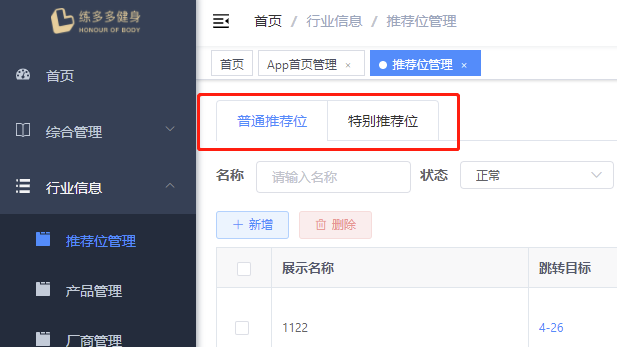 练多多健身
HONOUR OF BODY
首页
综合管理
行业信息
推荐位管理
产品管理
厂商管理
首页 / 行业信息 / 推荐位管理
首页 App首页管理 × 推荐位管理 ×
普通推荐位 特别推荐位
名称 请输入名称 状态 正常
+ 新增 删除
展示名称 跳转目标
1122 4-26